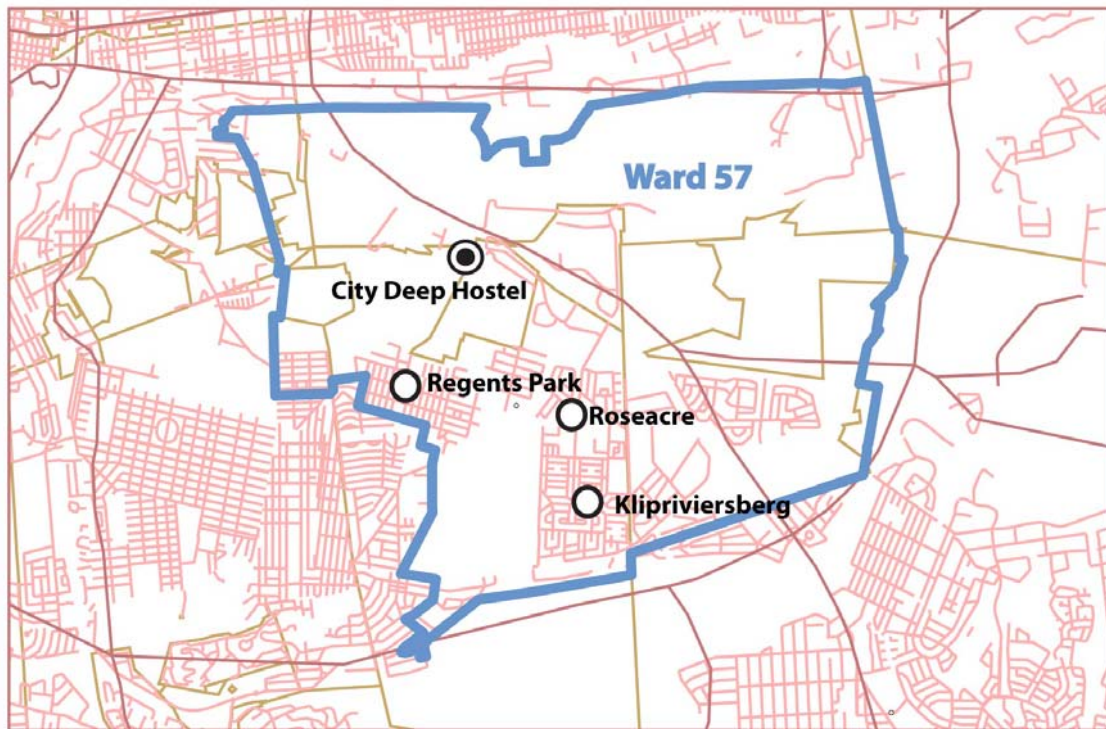 Ward 57
City Deep Hostel
Regents Park
Roseacre
Klipriviersberg